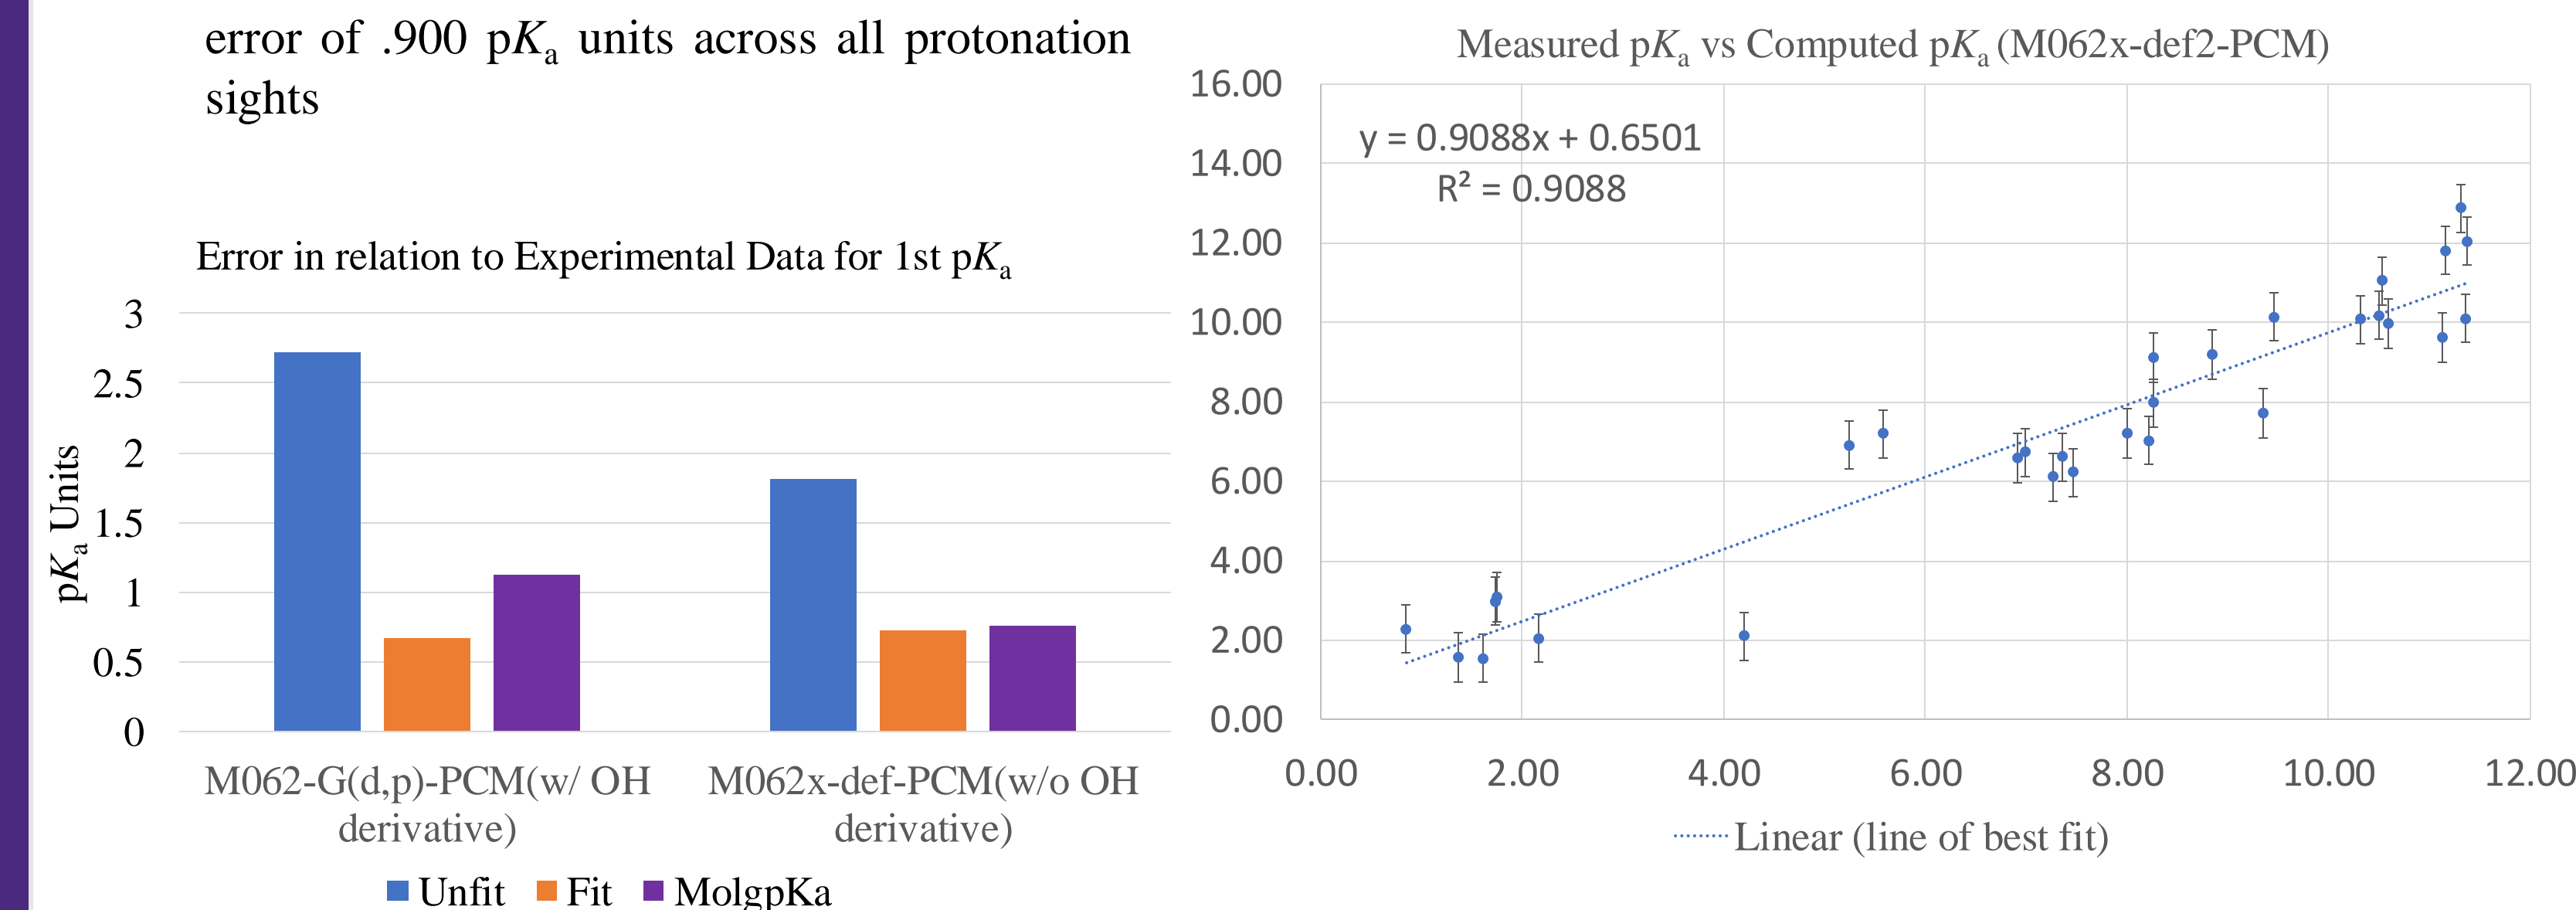 error of .900 pKa units across all protonation
sights
Error in relation to Experimental Data for 1st pKa
pKa Units
3
2.5
2
1.5
1
0.5
0
M062-G(d,p)-PCM(w/ OH
derivative)
M062x-def-PCM(w/o OH
derivative)
Unfit Fit MolgpKa
Measured pKa vs Computed pKa (M062x-def2-PCM)
y = 0.9088x + 0.6501
R² = 0.9088
16.00
14.00
12.00
10.00
8.00
6.00
4.00
2.00
0.00
0.00 2.00 4.00 6.00 8.00 10.00 12.00
Linear (line of best fit)